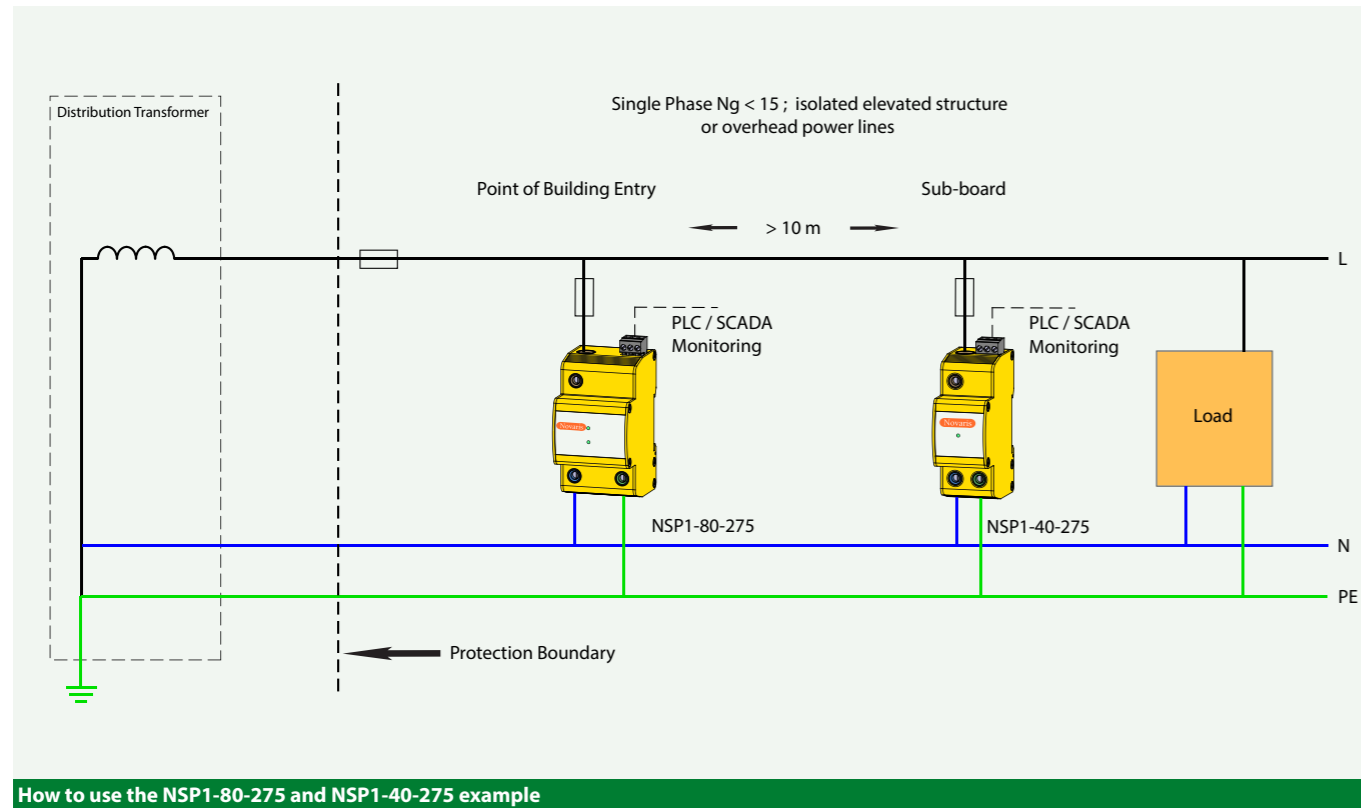 Distribution Transformer
Single Phase Ng < 15 ; isolated elevated structure
or overhead power lines
Point of Building Entry
Sub-board
> 10 m
L
PLC / SCADA
Monitoring
PLC / SCADA
Monitoring
Novaris
Novaris
Load
NSP1-80-275
NSP1-40-275
N
PE
Protection Boundary
How to use the NSP1-80-275 and NSP1-40-275 example